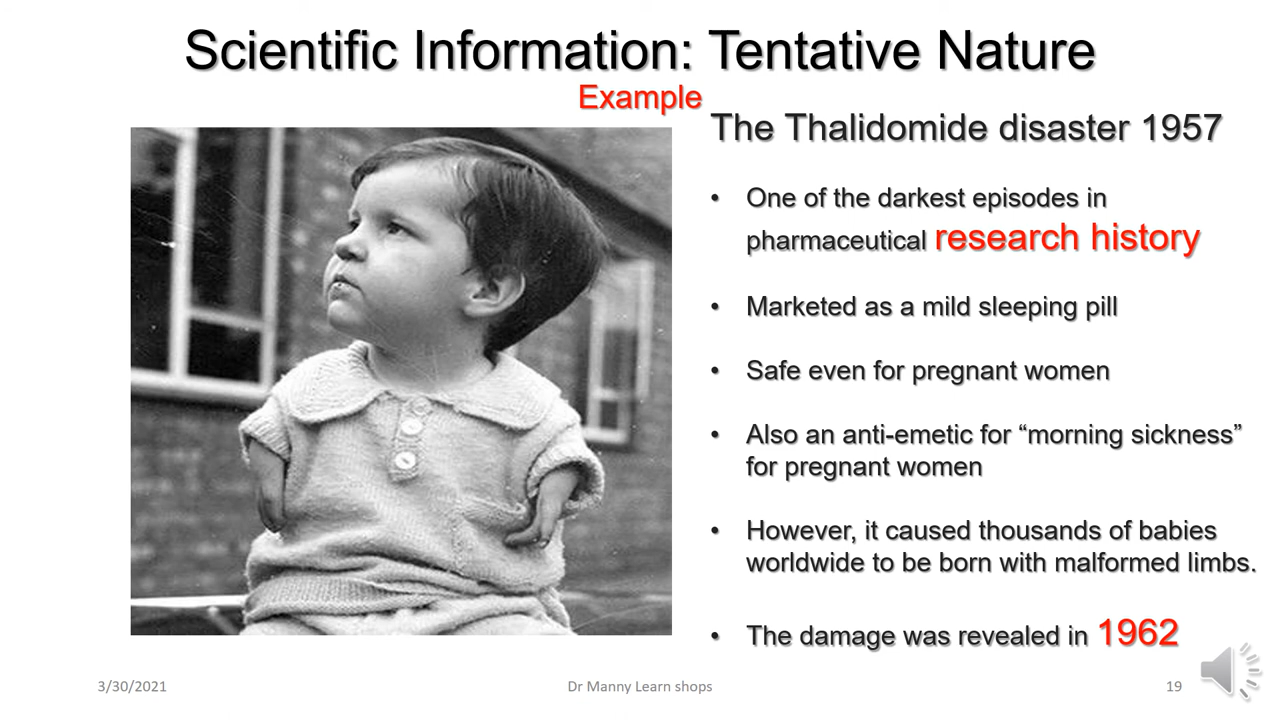 Scientific Information: Tentative Nature
Example
The Thalidomide disaster 1957
• One of the darkest episodes in
pharmaceutical research history
• Marketed as a mild sleeping pill
• Safe even for pregnant women
• Also an anti-emetic for “morning sickness”
for pregnant women
• However, it caused thousands of babies
worldwide to be born with malformed limbs.
• The damage was revealed in 1962
3/30/2021
Dr Manny Learn shops
19